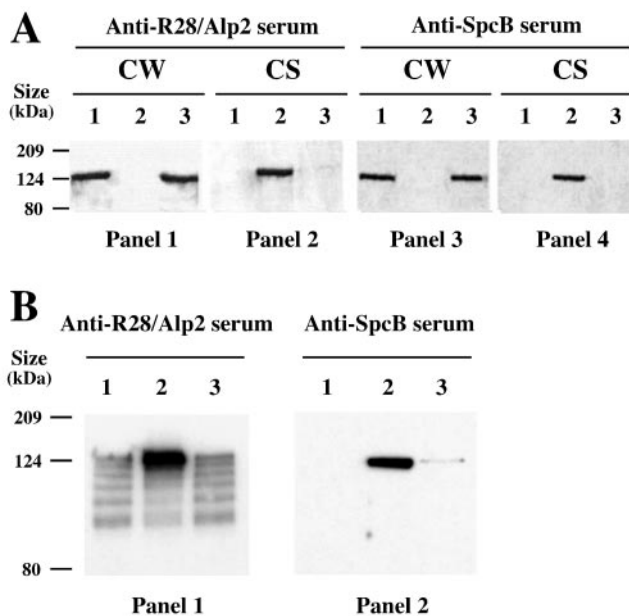 A
Anti-R28/Alp2 serum Anti-SpcB serum
CW CS CW CS
Size
(kDa)
1 2 3 1 2 3 1 2 3 1 2 3
209
124
80
Panel 1 Panel 2 Panel 3 Panel 4
B
Anti-R28/Alp2 serum Anti-SpcB serum
Size
(kDa)
1 2 3 1 2 3
209
124
80
Panel 1 Panel 2